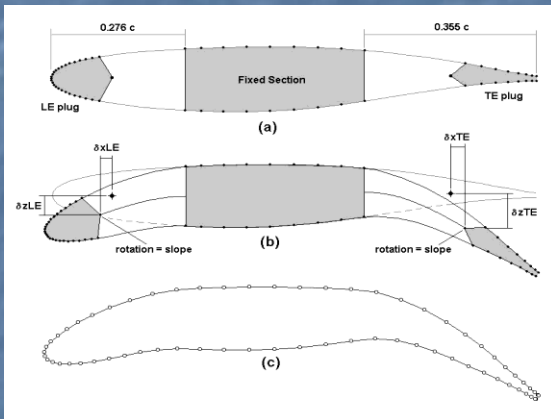 0.276 c
0.355 c
Fixed Section
LE plug
TE plug
(a)
δxLE
δxTE
δzLE
δzTE
rotation = slope
(b)
rotation = slope
(c)